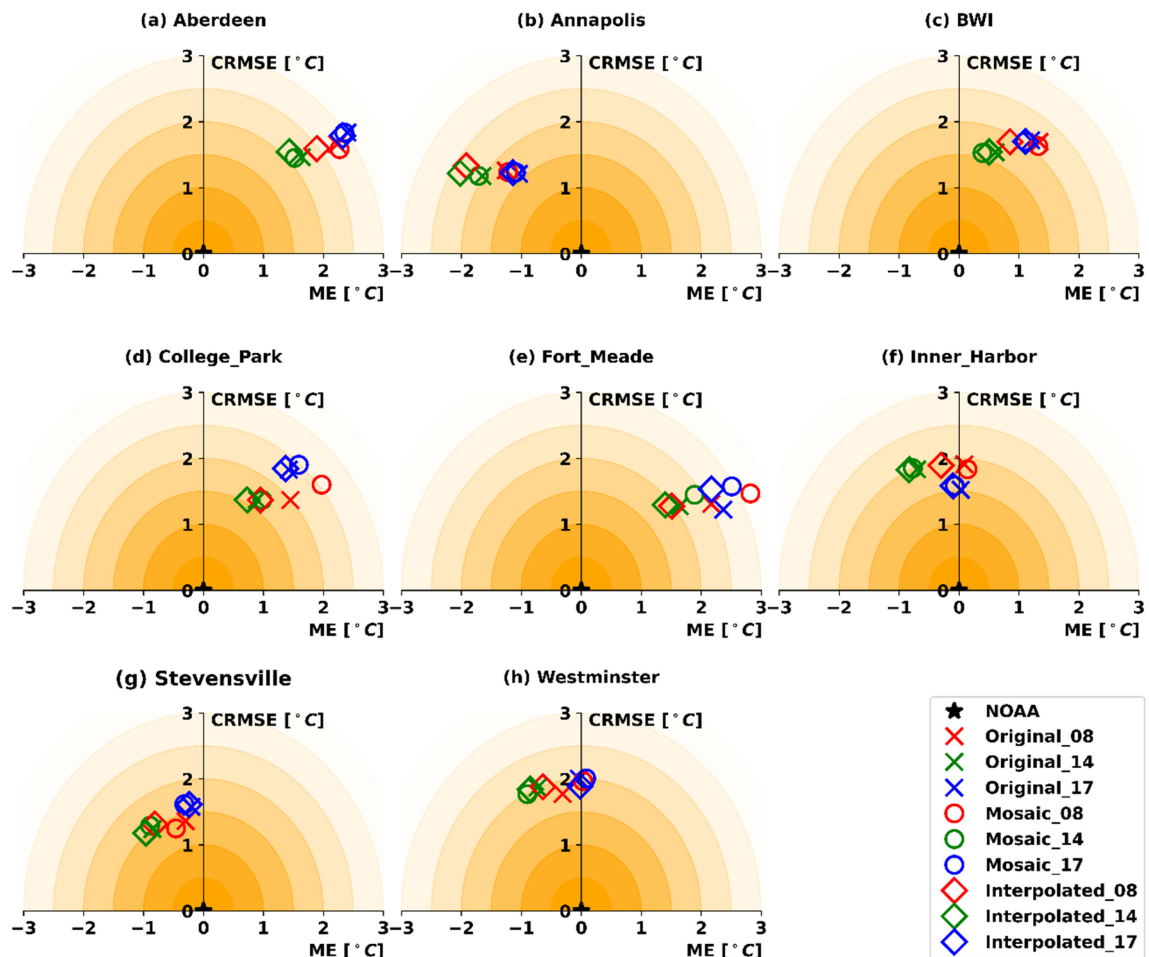 (a) Aberdeen
(b) Annapolis
(c) BWI
3 CRMSE [°C]
3 CRMSE [°C]
3 CRMSE [°C]
2
2
2
1
1
1
0
0
0
−3 −2 −1 0 1 2 3
−3 −2 −1 0 1 2 3
−3 −2 −1 0 1 2 3
ME [°C]
ME [°C]
ME [°C]
(d) College_Park
(e) Fort_Meade
(f) Inner_Harbor
3 CRMSE [°C]
3 CRMSE [°C]
3 CRMSE [°C]
2
2
2
1
1
1
0
0
0
−3 −2 −1 0 1 2 3
−3 −2 −1 0 1 2 3
−3 −2 −1 0 1 2 3
ME [°C]
ME [°C]
ME [°C]
(g) Stevensville
(h) Westminster
3 CRMSE [°C]
3 CRMSE [°C]
2
2
1
1
0
0
−3 −2 −1 0 1 2 3
−3 −2 −1 0 1 2 3
ME [°C]
ME [°C]
NOAA
Original_08
Original_14
Original_17
Mosaic_08
Mosaic_14
Mosaic_17
Interpolated_08
Interpolated_14
Interpolated_17